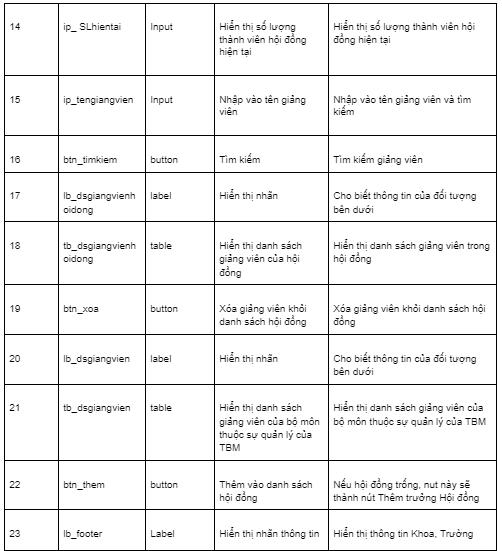 14 ip_ SLhientai Input Hiển thị số lượng Hiển thị số lượng thành viên hội
thành viên hội đồng đồng hiện tại
hiện tại
15 ip_tengiangvien Input Nhập vào tên giảng Nhập vào tên giảng viên và tìm
viên kiếm
16 btn_timkiem button Tìm kiếm Tìm kiếm giảng viên
17 lb_dsgiangvienh label Hiển thị nhãn Cho biết thông tin của đối tượng
oidong bên dưới
18 tb_dsgiangvienh table Hiển thị danh sách Hiển thị danh sách giảng viên trong
oidong giảng viên của hội hội đồng
đồng
19 btn_xoa button Xóa giảng viên khỏi Xóa giảng viên khỏi danh sách hội
danh sách hội đồng đồng
20 lb_dsgiangvien label Hiển thị nhãn Cho biết thông tin của đối tượng
bên dưới
21 tb_dsgiangvien table Hiển thị danh sách Hiển thị danh sách giảng viên của
giảng viên của bộ môn bộ môn thuộc sự quản lý của TBM
thuộc sự quản lý của
TBM
22 btn_them button Thêm vào danh sách Nếu hội đồng trống, nut này sẽ
hội đồng thành nút Thêm trưởng Hội đồng
23 lb_footer Label Hiển thị nhãn thông tin Hiển thị thông tin Khoa, Trường